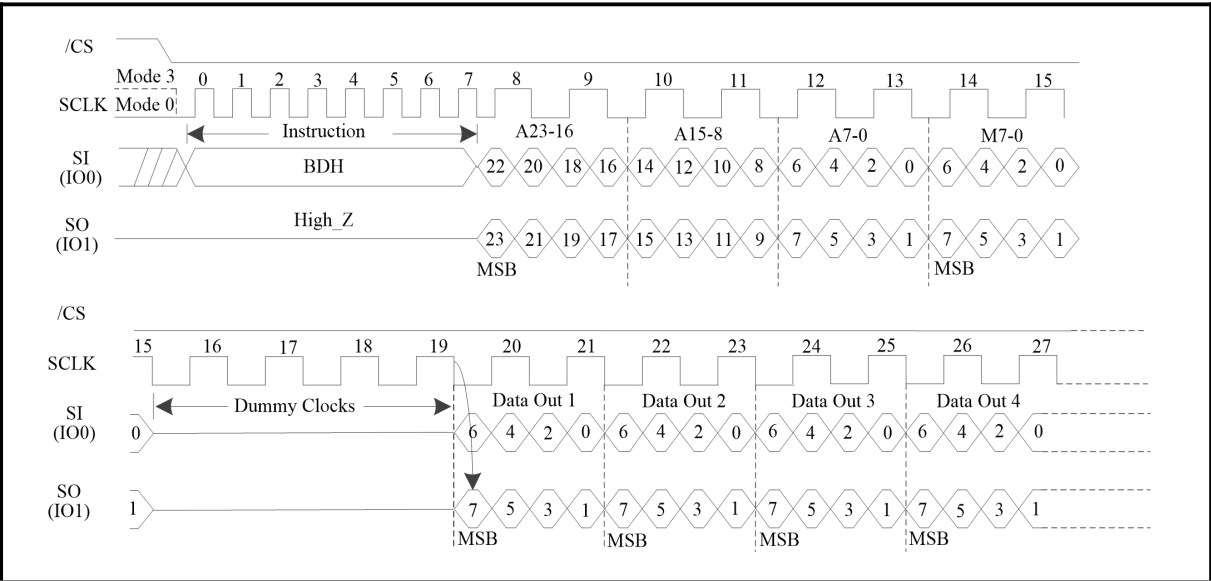 /CS
Mode 3 0 1 2 3 4 5 6 7 8 9 10 11 12 13 14 15
SCLK Mode 0
Instruction A23-16 A15-8 A7-0 M7-0
SI
(IO0)
BDH 22 20 18 16 14 12 10 8 6 4 2 0 6 4 2 0
High_Z
SO
(IO1)
23 21 19 17 15 13 11 9 7 5 3 1 7 5 3 1
MSB MSB
/CS
15 16 17 18 19 20 21 22 23 24 25 26 27
SCLK
Dummy Clocks Data Out 1 Data Out 2 Data Out 3 Data Out 4
SI
(IO0)
0 6 4 2 0 6 4 2 0 6 4 2 0 6 4 2 0
SO
(IO1)
1 7 5 3 1 7 5 3 1 7 5 3 1 7 5 3 1
MSB MSB MSB MSB